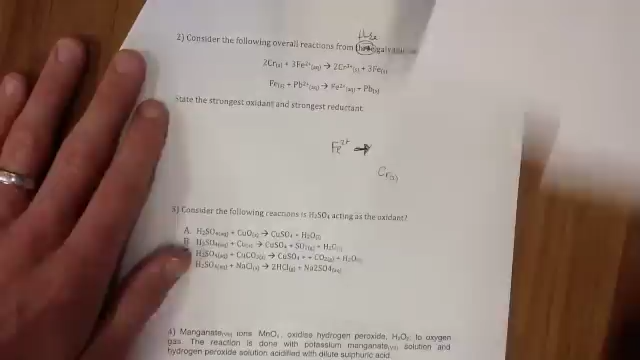 these
2) Consider the following overall reactions from three galvanic
2Cr(s) + 3Fe²⁺(aq) → 2Cr³⁺(s) + 3Fe(s)
Fe(s) + Pb²⁺(aq) → Fe²⁺(aq) + Pb(s)
State the strongest oxidant and strongest reductant
Fe²⁺ →
Cr(s)
3) Consider the following reactions is H₂SO₄ acting as the oxidant?
A. H₂SO₄(aq) + CuO(s) → CuSO₄ + H₂O(l)
B. H₂SO₄(aq) + Cu(s) → CuSO₄ + SO₂(g) + H₂O(l)
H₂SO₄(aq) + CuCO₃(s) → CuSO₄ + + CO₂(g) + H₂O(l)
H₂SO₄(aq) + NaCl(s) → 2HCl(g) + Na2SO4(aq)
4) Manganate(VII) ions MnO₄⁻ oxidise hydrogen peroxide, H₂O₂, to oxygen
gas. The reaction is done with potassium manganate(VII) solution and
hydrogen peroxide solution acidified with dilute sulphuric acid.